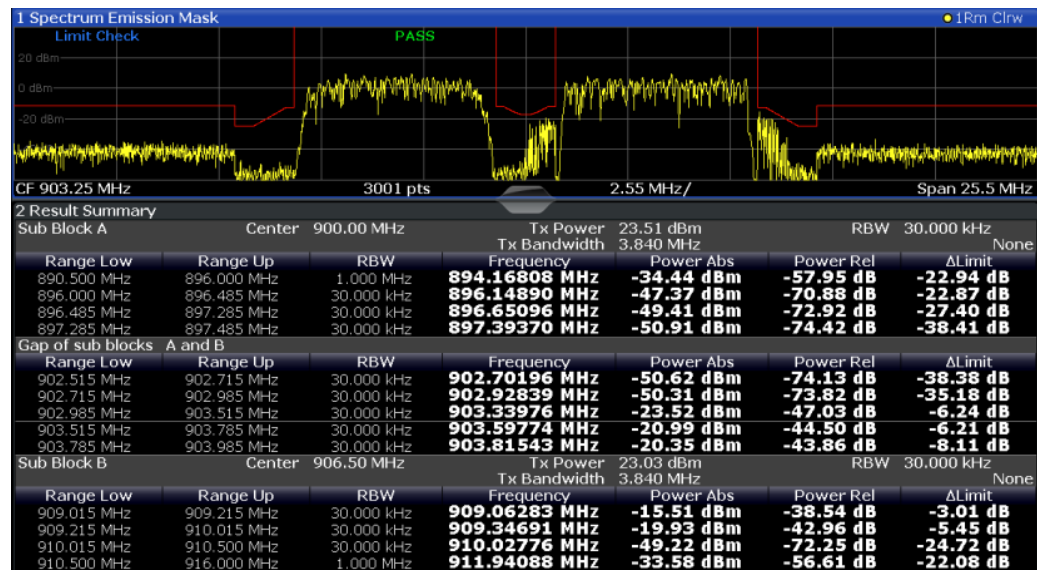 1 Spectrum Emission Mask 1Rm Clrw
Limit Check PASS
20 dBm
0 dBm
-20 dBm
CF 903.25 MHz 3001 pts 2.55 MHz/ Span 25.5 MHz
2 Result Summary
Sub Block A Center 900.00 MHz Tx Power 23.51 dBm RBW 30.000 kHz
Tx Bandwidth 3.840 MHz None
Range Low Range Up RBW Frequency Power Abs Power Rel ΔLimit
890.500 MHz 896.000 MHz 1.000 MHz 894.16808 MHz -34.44 dBm -57.95 dB -22.94 dB
896.000 MHz 896.485 MHz 30.000 kHz 896.14890 MHz -47.37 dBm -70.88 dB -22.87 dB
896.485 MHz 897.285 MHz 30.000 kHz 896.65096 MHz -49.41 dBm -72.92 dB -27.40 dB
897.285 MHz 897.485 MHz 30.000 kHz 897.39370 MHz -50.91 dBm -74.42 dB -38.41 dB
Gap of sub blocks A and B
Range Low Range Up RBW Frequency Power Abs Power Rel ΔLimit
902.515 MHz 902.715 MHz 30.000 kHz 902.70196 MHz -50.62 dBm -74.13 dB -38.38 dB
902.715 MHz 902.985 MHz 30.000 kHz 902.92839 MHz -50.31 dBm -73.82 dB -35.18 dB
902.985 MHz 903.515 MHz 30.000 kHz 903.33976 MHz -23.52 dBm -47.03 dB -6.24 dB
903.515 MHz 903.785 MHz 30.000 kHz 903.59774 MHz -20.99 dBm -44.50 dB -6.21 dB
903.785 MHz 903.985 MHz 30.000 kHz 903.81543 MHz -20.35 dBm -43.86 dB -8.11 dB
Sub Block B Center 906.50 MHz Tx Power 23.03 dBm RBW 30.000 kHz
Tx Bandwidth 3.840 MHz None
Range Low Range Up RBW Frequency Power Abs Power Rel ΔLimit
909.015 MHz 909.215 MHz 30.000 kHz 909.06283 MHz -15.51 dBm -38.54 dB -3.01 dB
909.215 MHz 910.015 MHz 30.000 kHz 909.34691 MHz -19.93 dBm -42.96 dB -5.45 dB
910.015 MHz 910.500 MHz 30.000 kHz 910.02776 MHz -49.22 dBm -72.25 dB -24.72 dB
910.500 MHz 916.000 MHz 1.000 MHz 911.94088 MHz -33.58 dBm -56.61 dB -22.08 dB